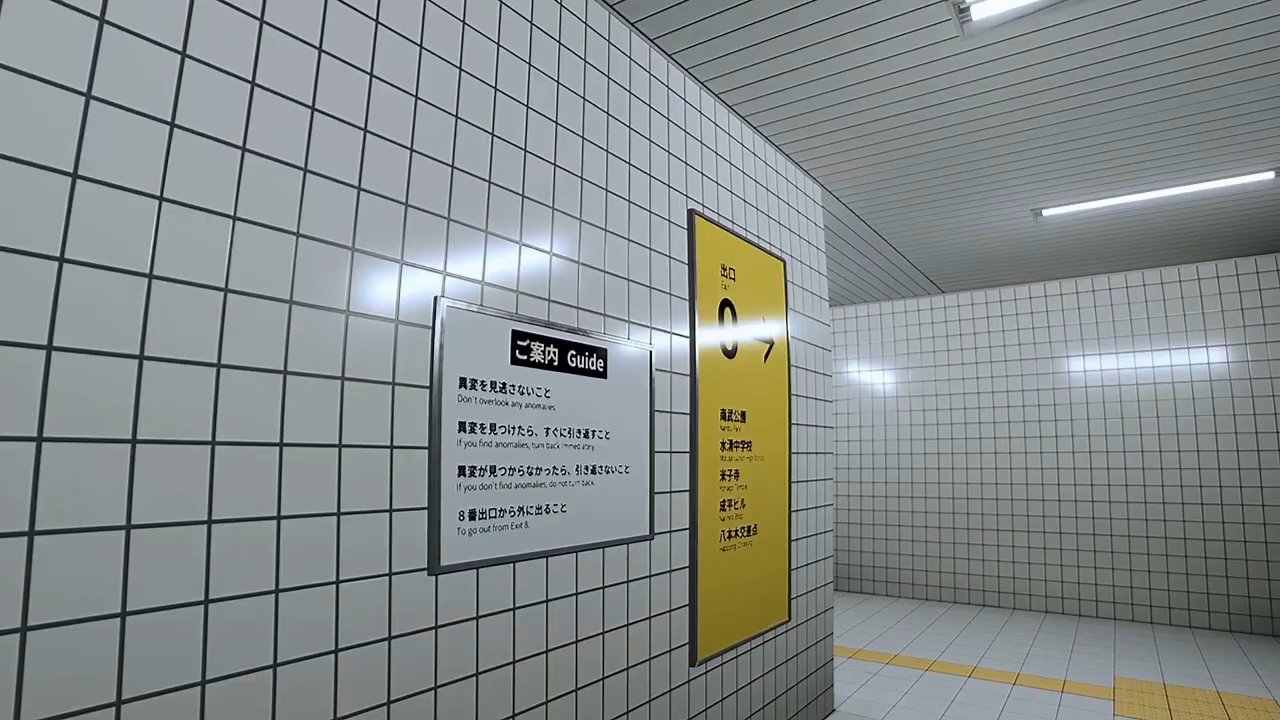 ご案内 Guide
異変を見逃さないこと
Don't overlook any anomalies.
異変を見つけたら、すぐに引き返すこと
If you find anomalies, turn back immediately.
異変が見つからなかったら、引き返さないこと
If you don't find anomalies, do not turn back.
8番出口から外に出ること
To go out from Exit 8.
出口
Exit
0 →
南武公園
水清中学校
米子寺
成平ビル
八本木交差点